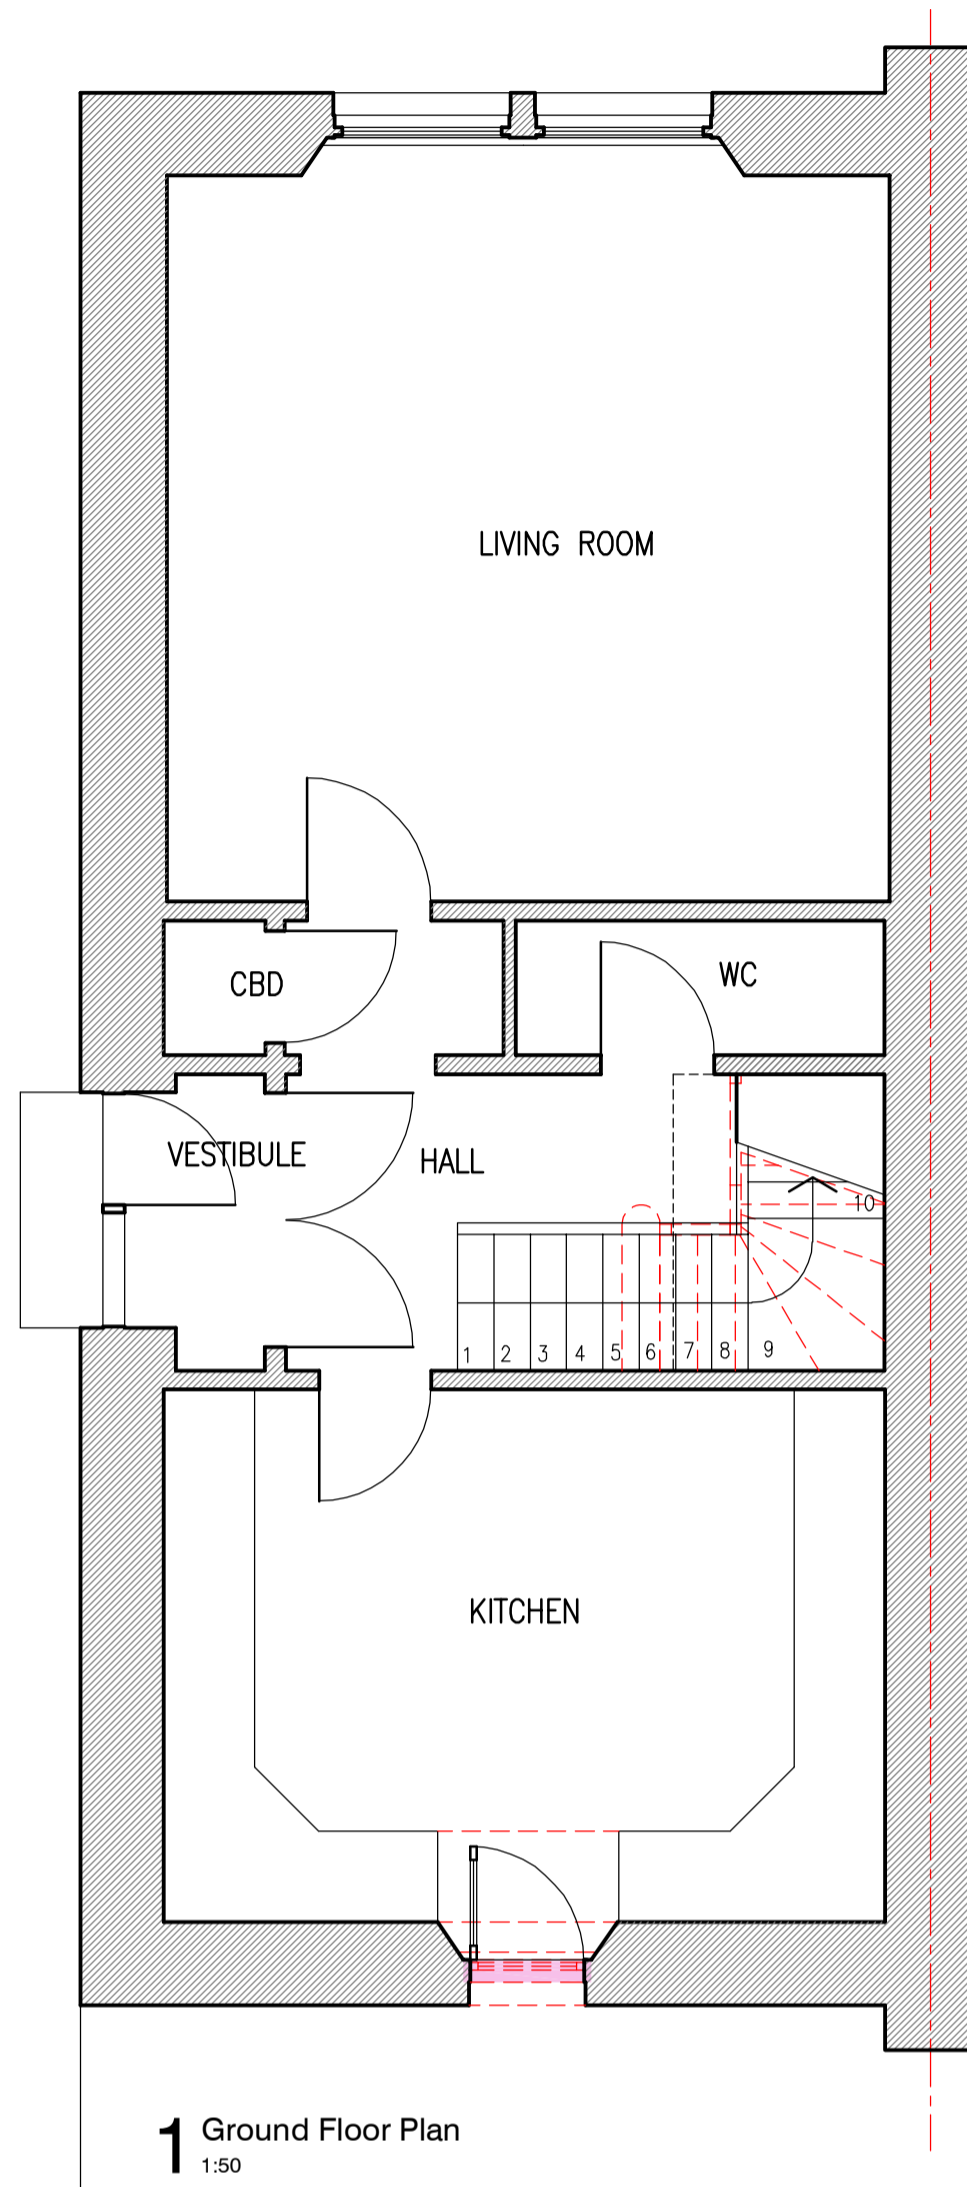 LIVING ROOM
CBD
WC
VESTIBULE
HALL
10
1 2 3 4 5 6 7 8 9
KITCHEN
1 Ground Floor Plan
1:50